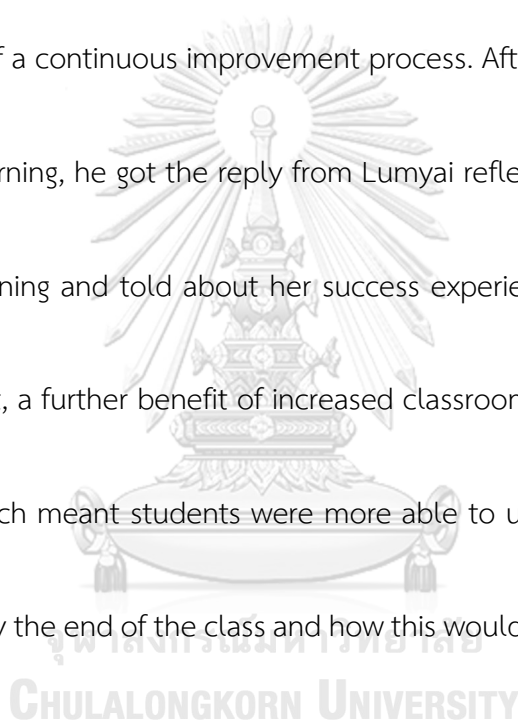 f a continuous improvement process. Aft
rning, he got the reply from Lumyai refle
ning and told about her success experie
t, a further benefit of increased classroor
ch meant students were more able to u
y the end of the class and how this would
จุฬาลงกรณ์มหาวิทยาลัย
CHULALONGKORN UNIVERSITY